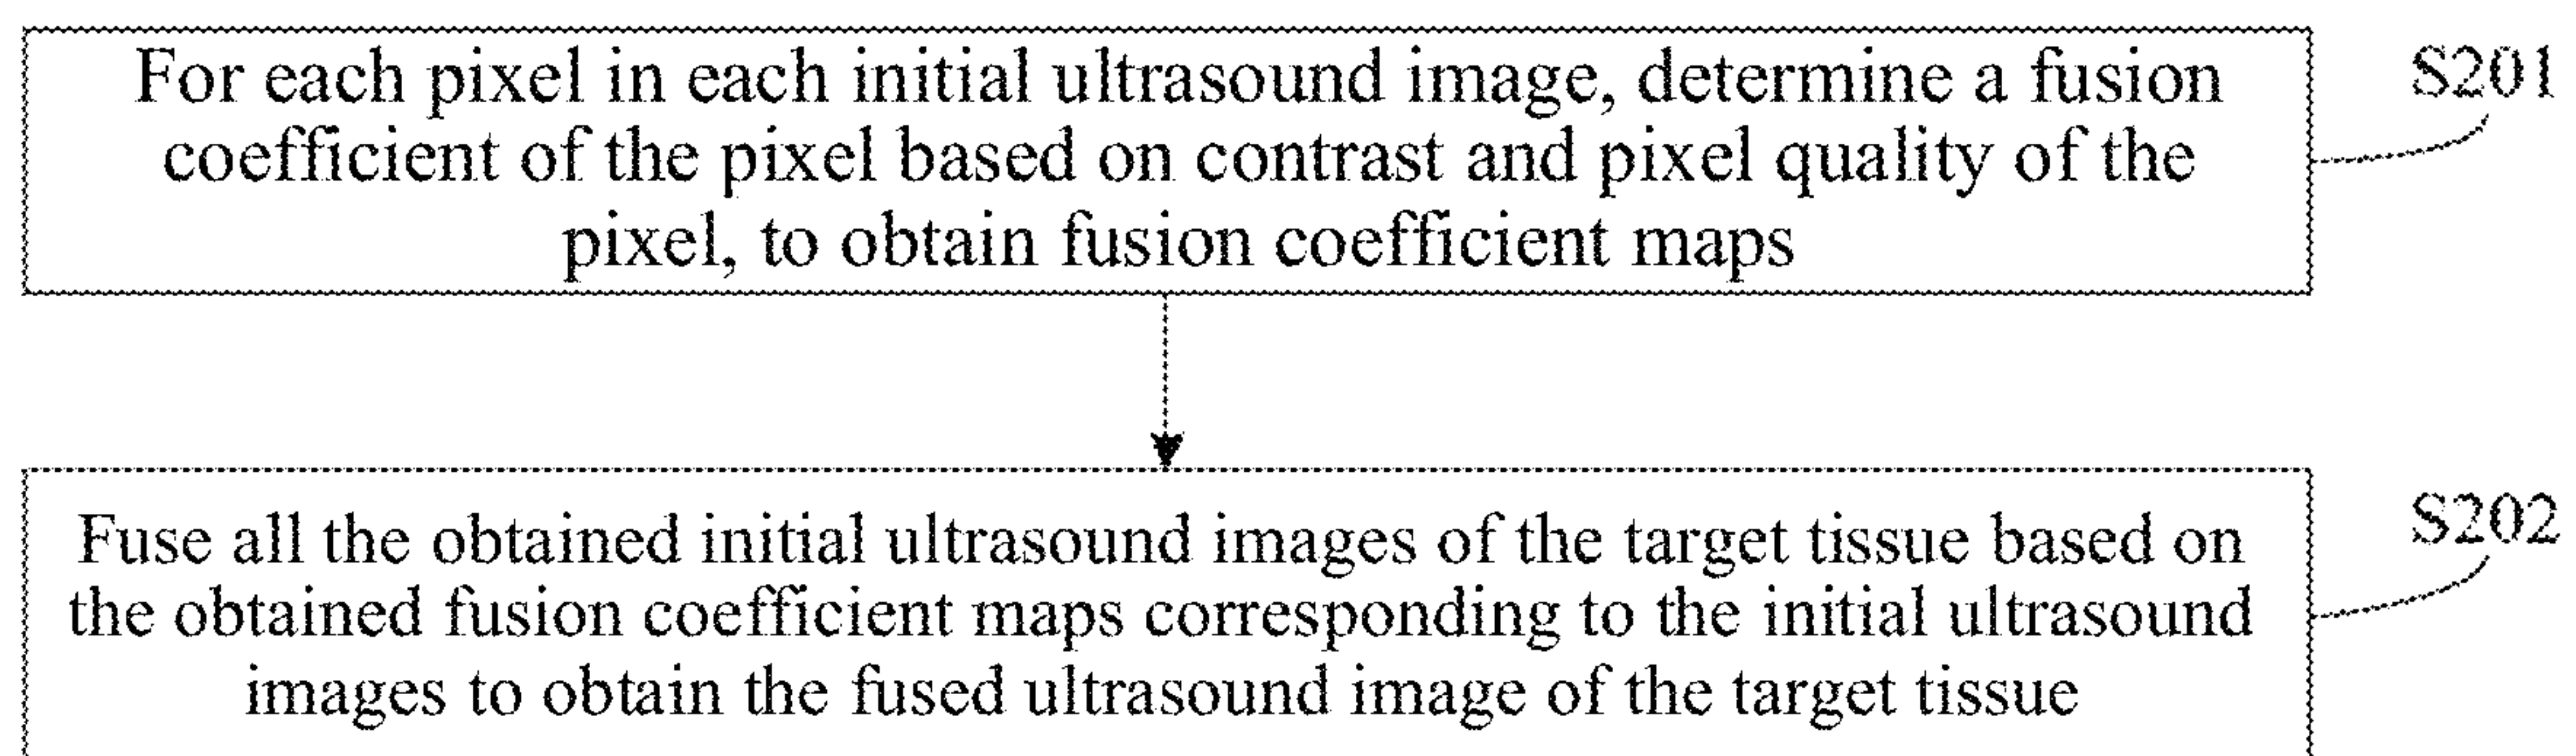 For each pixel in each initial ultrasound image, determine a fusion
coefficient of the pixel based on contrast and pixel quality of the
pixel, to obtain fusion coefficient maps
S201
Fuse all the obtained initial ultrasound images of the target tissue based on
the obtained fusion coefficient maps corresponding to the initial ultrasound
images to obtain the fused ultrasound image of the target tissue
S202